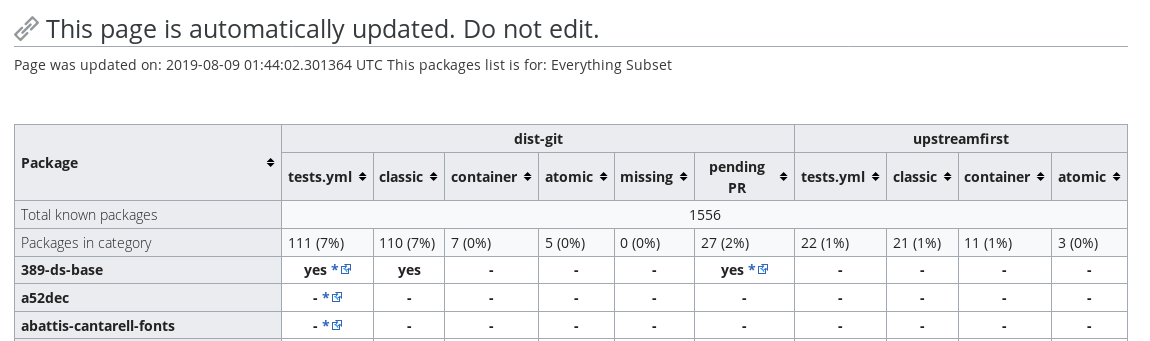 This page is automatically updated. Do not edit.
Page was updated on: 2019-08-09 01:44:02.301364 UTC This packages list is for: Everything Subset
Package dist-git upstreamfirst
tests.yml classic container atomic missing pending PR tests.yml classic container atomic
Total known packages 1556
Packages in category 111 (7%) 110 (7%) 7 (0%) 5 (0%) 0 (0%) 27 (2%) 22 (1%) 21 (1%) 11 (1%) 3 (0%)
389-ds-base yes * yes - - - yes * - - - -
a52dec - * - - - - - - - - -
abattis-cantarell-fonts - * - - - - - - - - -